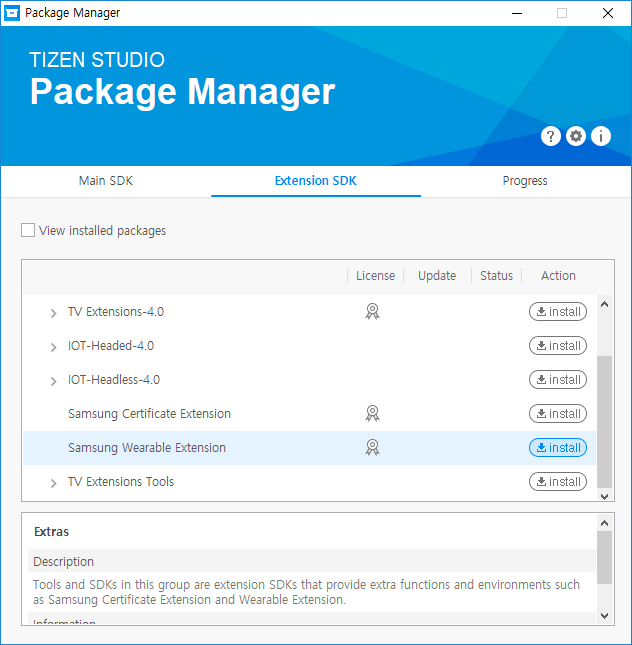 Package Manager
TIZEN STUDIO
Package Manager
Main SDK Extension SDK Progress
View installed packages
License Update Status Action
TV Extensions-4.0 install
IOT-Headed-4.0 install
IOT-Headless-4.0 install
Samsung Certificate Extension install
Samsung Wearable Extension install
TV Extensions Tools install
Extras
Description
Tools and SDKs in this group are extension SDKs that provide extra functions and environments such
as Samsung Certificate Extension and Wearable Extension.
Information